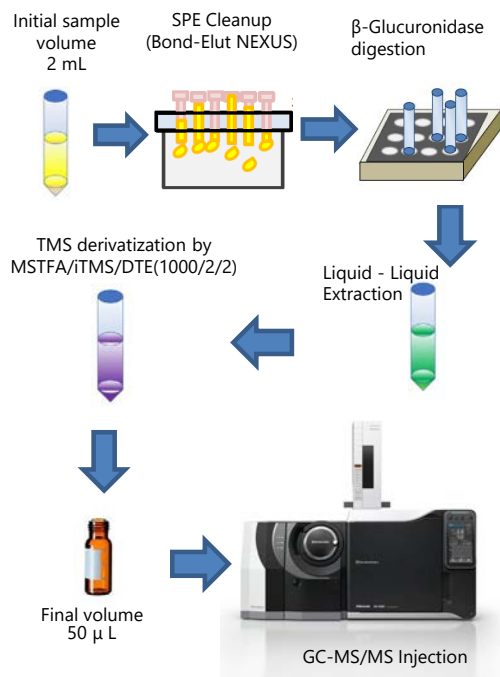 Initial sample
volume
2 mL
SPE Cleanup
(Bond-Elut NEXUS)
β-Glucuronidase
digestion
TMS derivatization by
MSTFA/iTMS/DTE(1000/2/2)
Liquid - Liquid
Extraction
Final volume
50 μ L
GC-MS/MS Injection